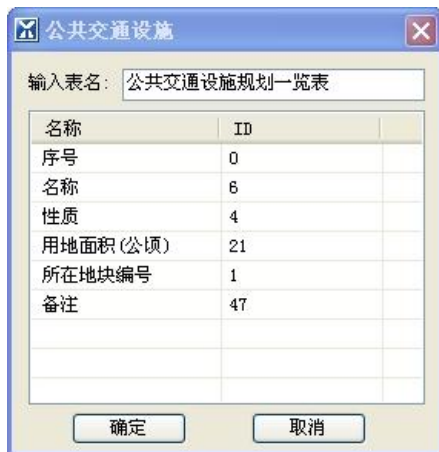 公共交通设施
输入表名: 公共交通设施规划一览表
名称 ID
序号 0
名称 6
性质 4
用地面积(公顷) 21
所在地块编号 1
备注 47
确定 取消